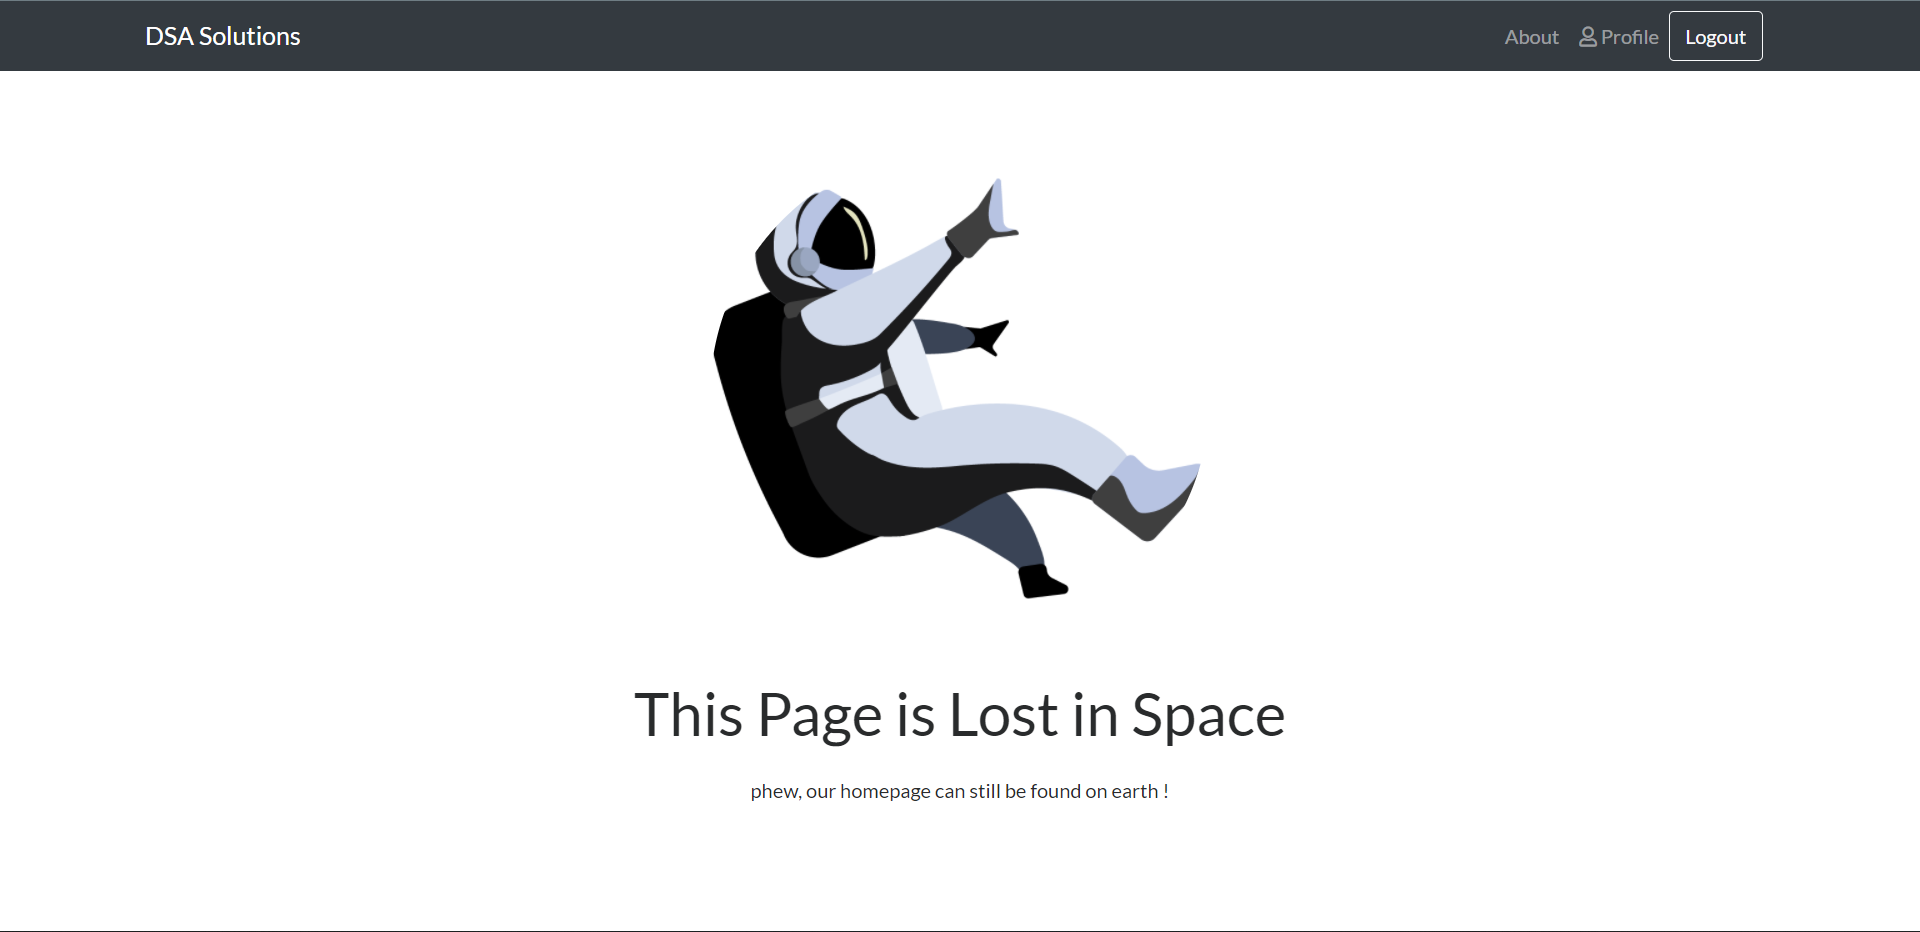 DSA Solutions
About Profile Logout
This Page is Lost in Space
phew, our homepage can still be found on earth !